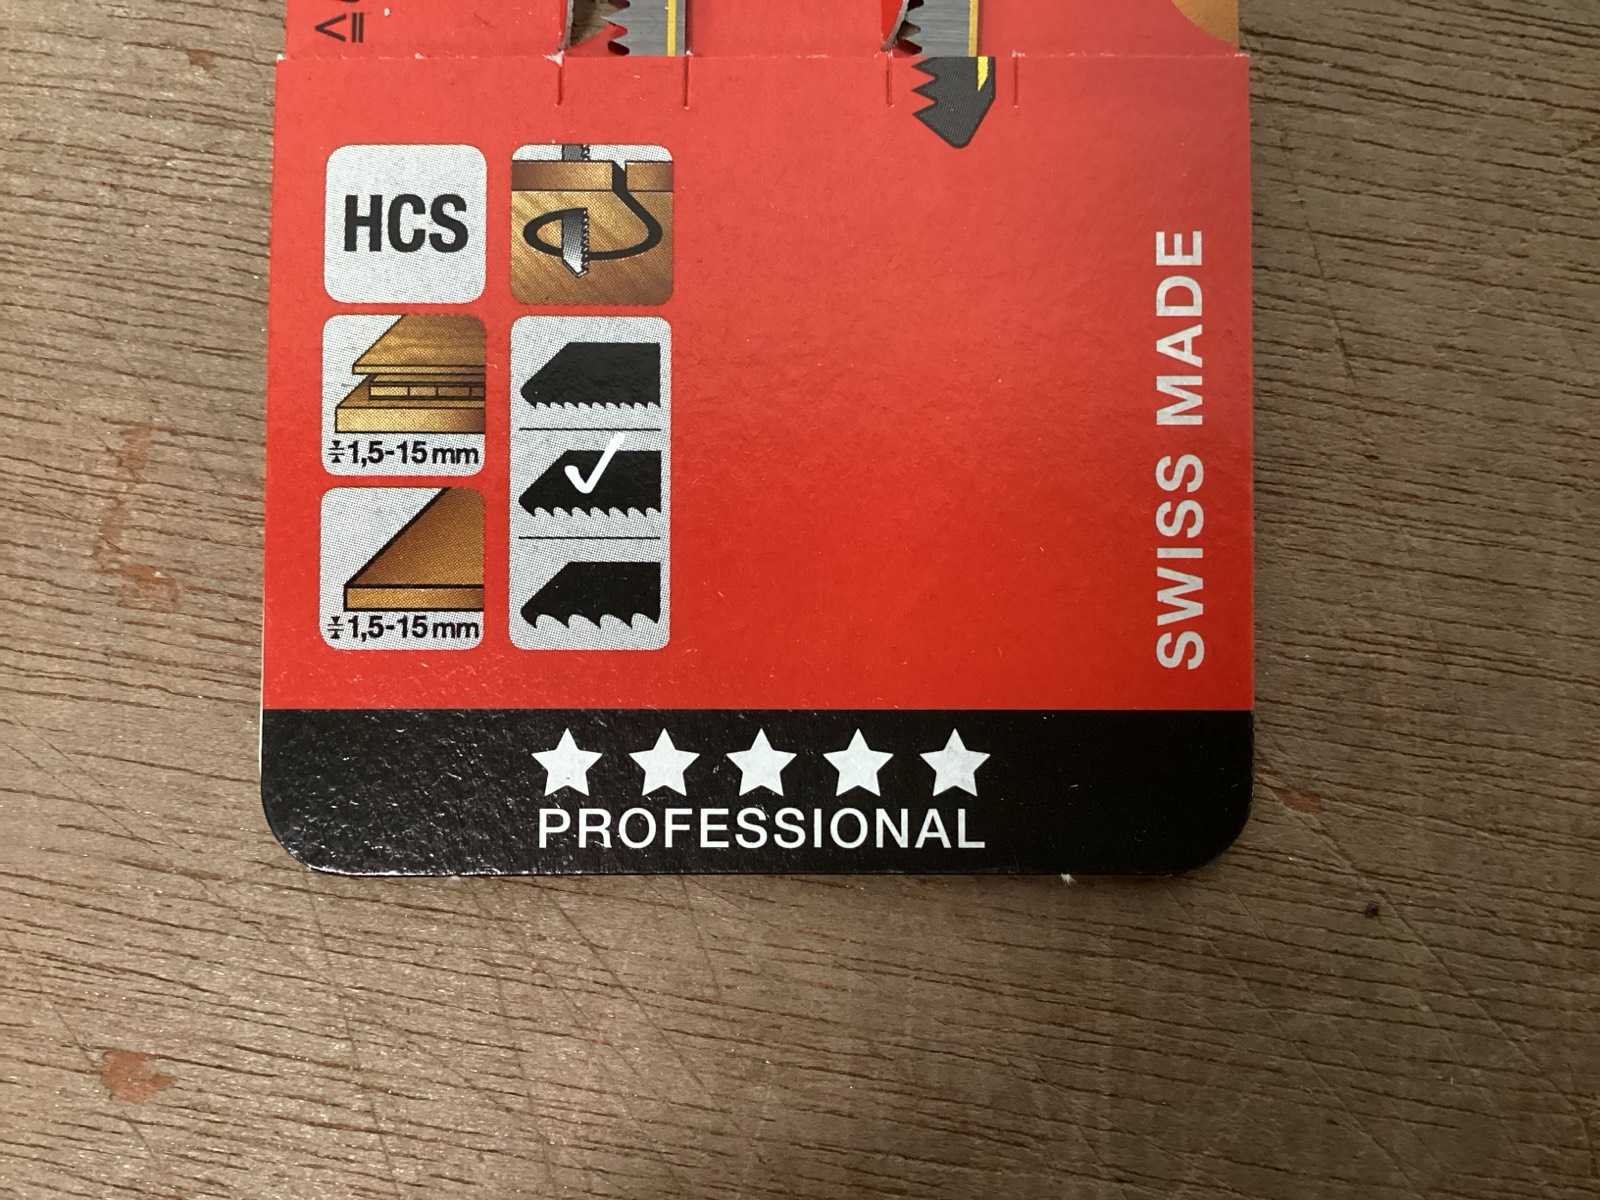 HCS
1,5-15 mm
1,5-15 mm
SWISS MADE
PROFESSIONAL